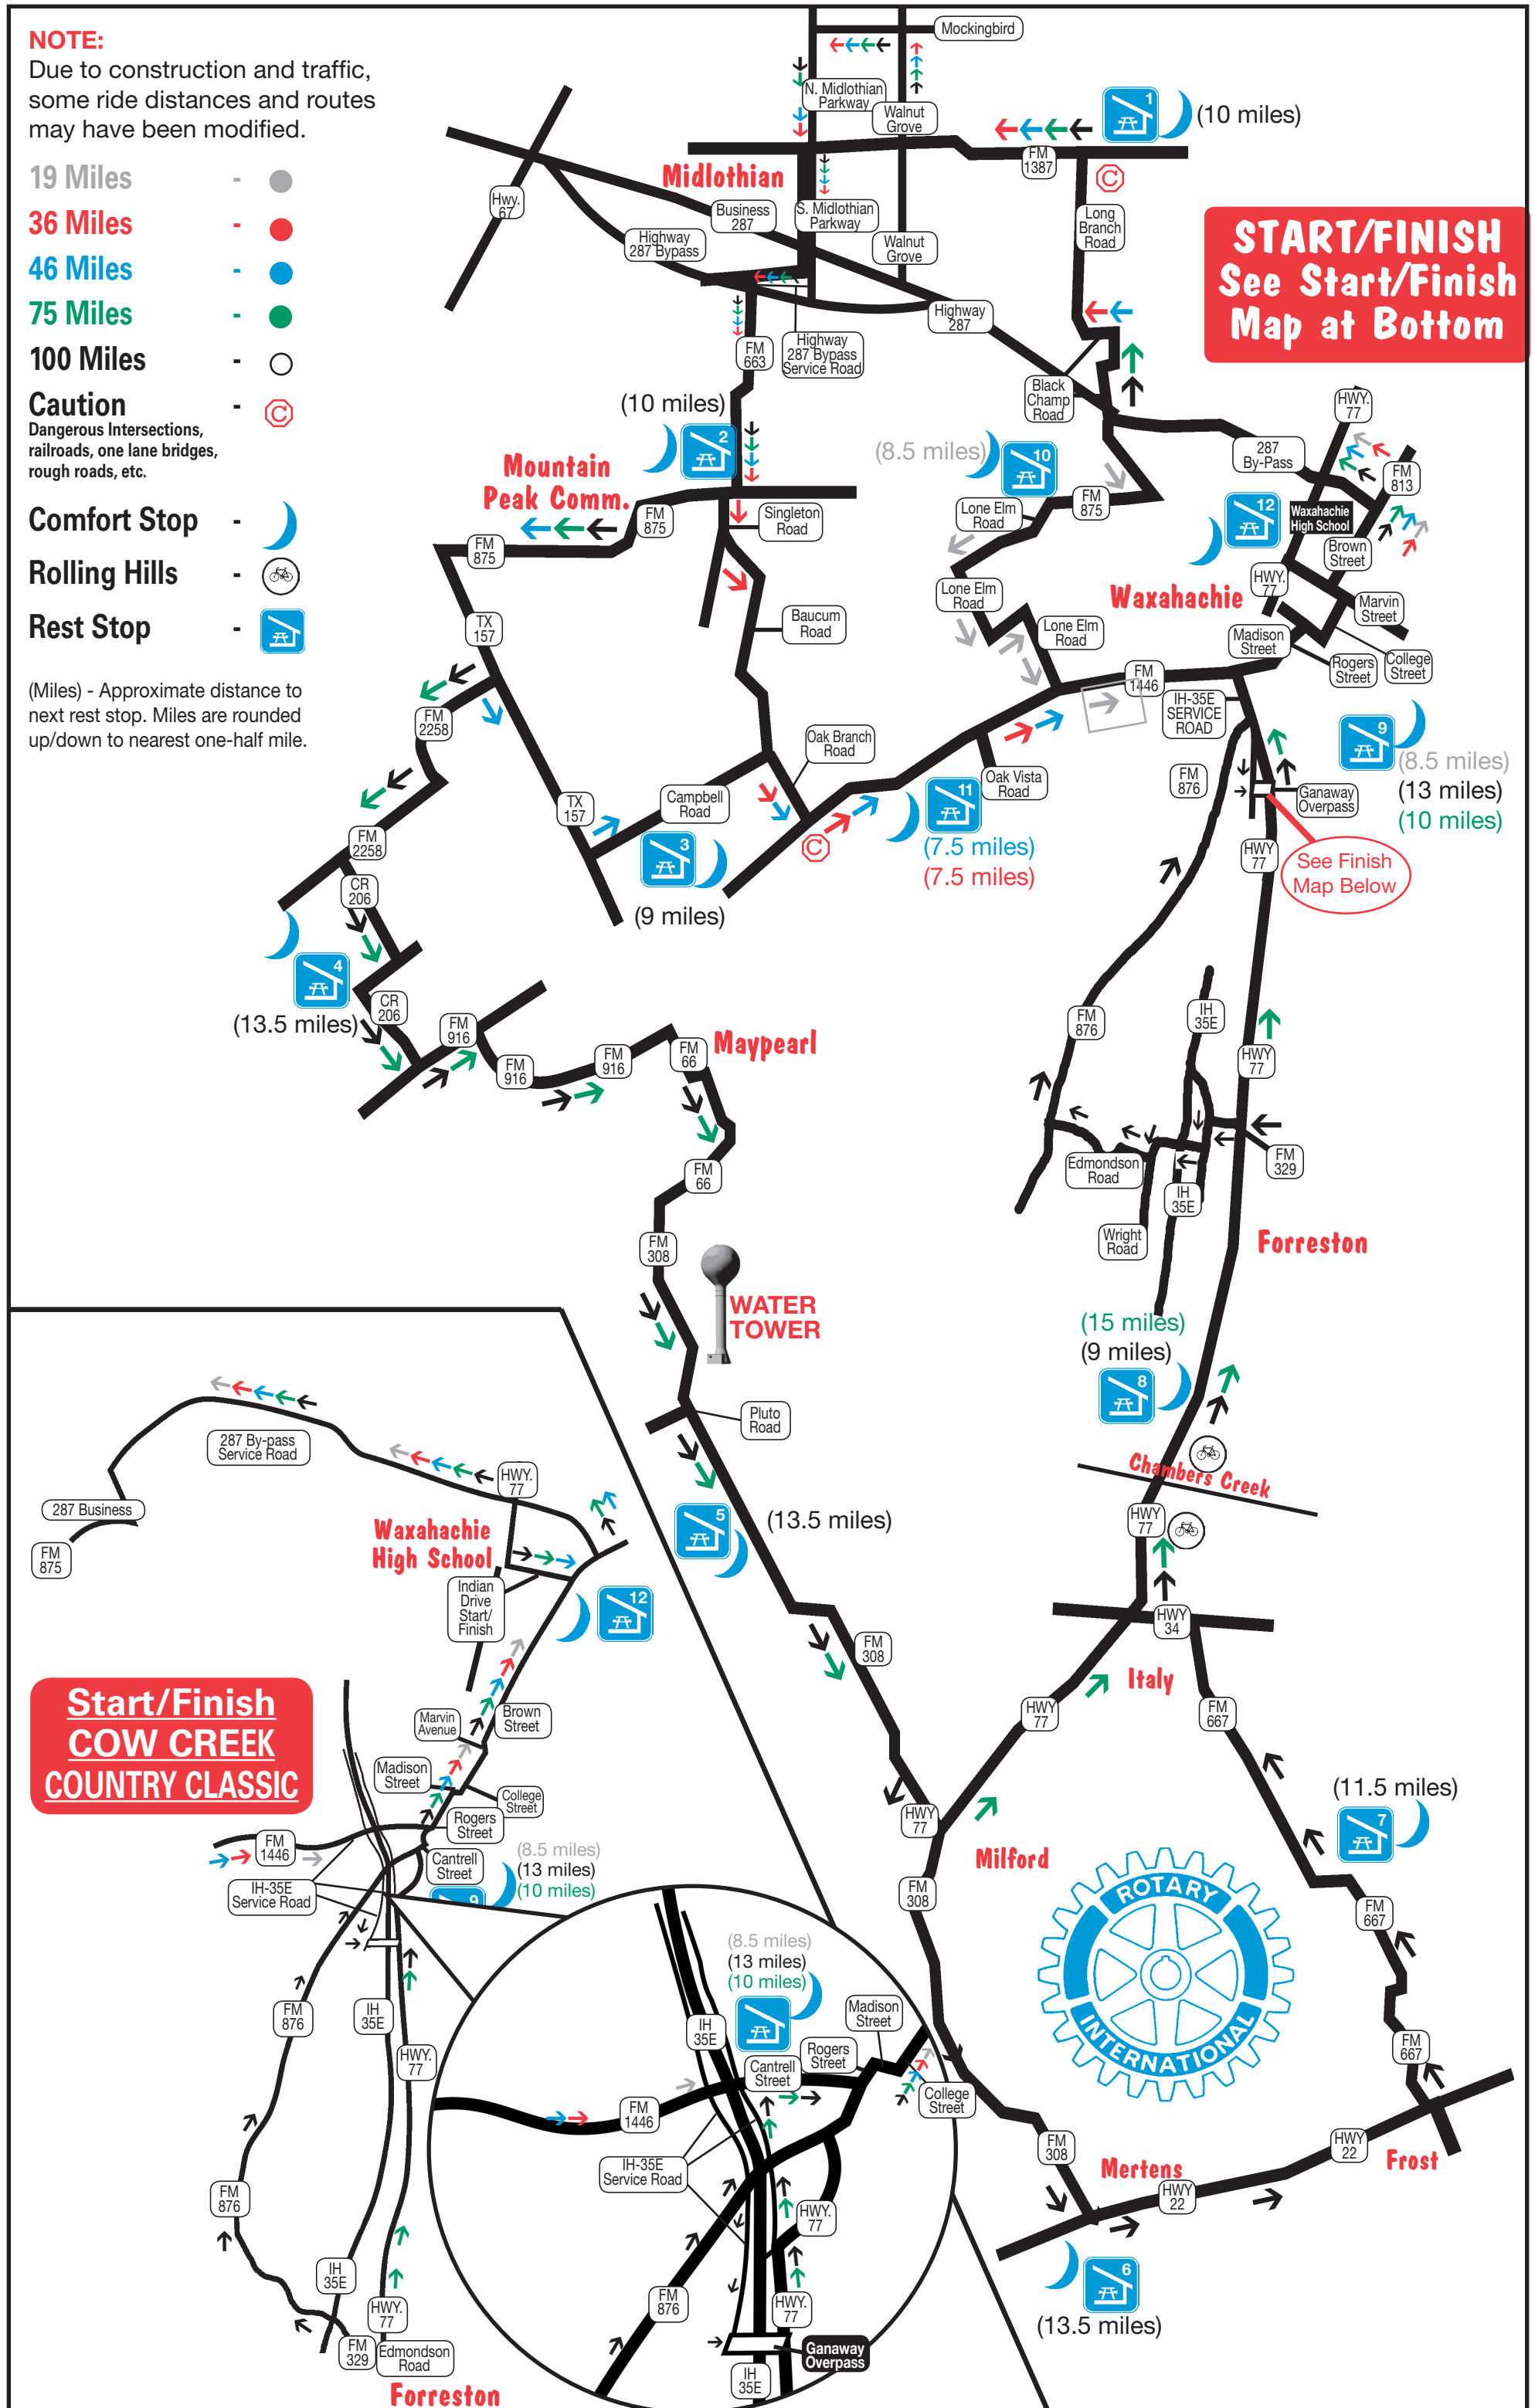 NOTE:
Due to construction and traffic,
some ride distances and routes
may have been modified.
19 Miles -
36 Miles -
46 Miles -
75 Miles -
100 Miles -
Caution -
Dangerous Intersections,
railroads, one lane bridges,
rough roads, etc.
Comfort Stop -
Rolling Hills -
Rest Stop -
(Miles) - Approximate distance to
next rest stop. Miles are rounded
up/down to nearest one-half mile.
Mockingbird
N. Midlothian
Parkway
Walnut
Grove
1
(10 miles)
FM
1387
C
Midlothian
Hwy.
67
Business
287
S. Midlothian
Parkway
Highway
287 Bypass
Walnut
Grove
Long
Branch
Road
START/FINISH
See Start/Finish
Map at Bottom
Highway
287
FM
663
Highway
287 Bypass
Service Road
Black
Champ
Road
HWY.
77
(10 miles)
2
Mountain
Peak Comm.
(8.5 miles)
10
287
By-Pass
FM
813
FM
875
FM
875
Singleton
Road
Lone Elm
Road
FM
875
12
Waxahachie
High School
Brown
Street
HWY.
77
Lone Elm
Road
Waxahachie
Marvin
Street
TX
157
Baucum
Road
Lone Elm
Road
Madison
Street
Rogers
Street
College
Street
FM
1446
IH-35E
SERVICE
ROAD
FM
2258
Oak Branch
Road
9
(8.5 miles)
(13 miles)
(10 miles)
Oak Vista
Road
FM
876
Ganaway
Overpass
TX
157
Campbell
Road
11
(7.5 miles)
(7.5 miles)
C
FM
2258
3
(9 miles)
HWY
77
See Finish
Map Below
CR
206
4
(13.5 miles)
CR
206
FM
916
FM
916
FM
916
FM
66
Maypearl
FM
876
IH
35E
HWY
77
FM
66
Edmondson
Road
FM
329
IH
35E
Wright
Road
Forreston
FM
308
WATER
TOWER
(15 miles)
(9 miles)
8
Pluto
Road
Chambers Creek
5
(13.5 miles)
HWY
77
HWY
34
FM
308
Italy
HWY
77
FM
667
HWY
77
Milford
(11.5 miles)
7
FM
308
FM
667
ROTARY
INTERNATIONAL
FM
667
FM
308
Mertens
HWY
22
HWY
22
Frost
6
(13.5 miles)
287 By-pass
Service Road
HWY.
77
287 Business
FM
875
Waxahachie
High School
Indian
Drive
Start/
Finish
12
Start/Finish
COW CREEK
COUNTRY CLASSIC
Marvin
Avenue
Brown
Street
Madison
Street
College
Street
Rogers
Street
FM
1446
Cantrell
Street
(8.5 miles)
(13 miles)
(10 miles)
9
IH-35E
Service Road
FM
876
IH
35E
HWY.
77
FM
876
IH
35E
HWY.
77
FM
329
Edmondson
Road
Forreston
(8.5 miles)
(13 miles)
(10 miles)
IH
35E
Madison
Street
Rogers
Street
Cantrell
Street
College
Street
FM
1446
IH-35E
Service Road
HWY.
77
FM
876
HWY.
77
Ganaway
Overpass
IH
35E